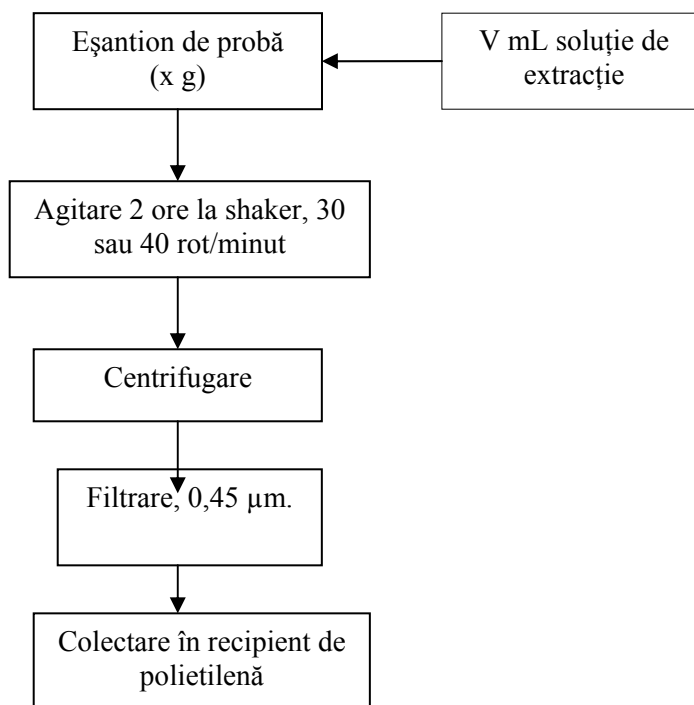 Eşantion de probă
(x g)
V mL soluție de
extracție
Agitare 2 ore la shaker, 30
sau 40 rot/minut
Centrifugare
Filtrare, 0,45 µm.
Colectare în recipient de
polietilenă